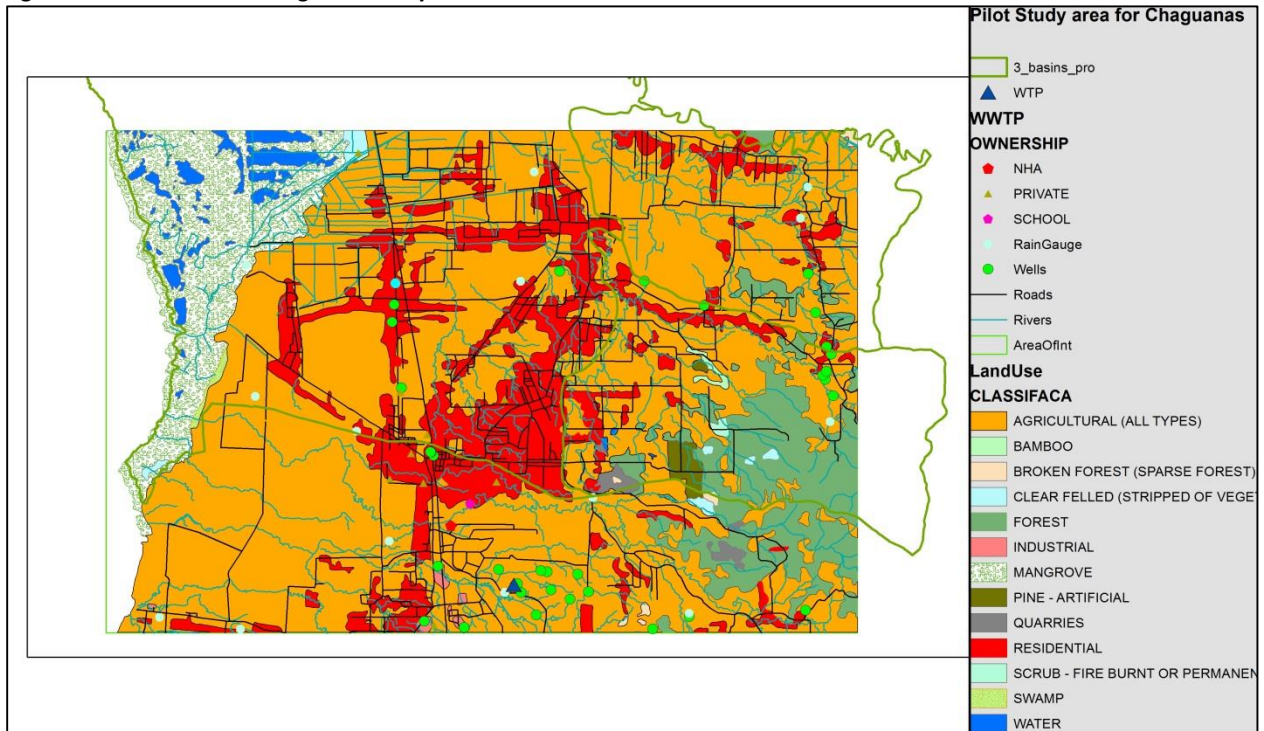 Pilot Study area for Chaguanas
3_basins_pro
WTP
WWTP
OWNERSHIP
NHA
PRIVATE
SCHOOL
RainGauge
Wells
Roads
Rivers
AreaOfInt
LandUse
CLASSIFACA
AGRICULTURAL (ALL TYPES)
BAMBOO
BROKEN FOREST (SPARSE FOREST)
CLEAR FELLED (STRIPPED OF VEGE
FOREST
INDUSTRIAL
MANGROVE
PINE - ARTIFICIAL
QUARRIES
RESIDENTIAL
SCRUB - FIRE BURNT OR PERMANEN
SWAMP
WATER